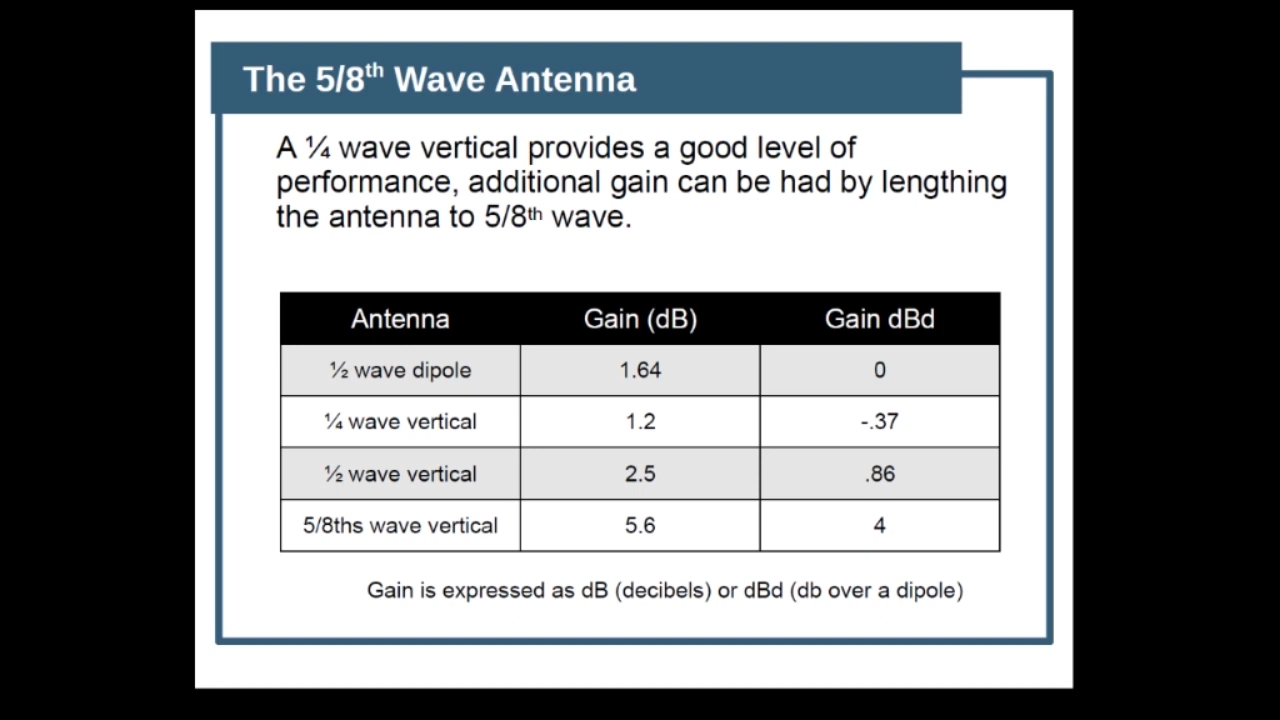 The 5/8th Wave Antenna
A ¼ wave vertical provides a good level of
performance, additional gain can be had by lengthing
the antenna to 5/8th wave.
Antenna Gain (dB) Gain dBd
½ wave dipole 1.64 0
¼ wave vertical 1.2 -.37
½ wave vertical 2.5 .86
5/8ths wave vertical 5.6 4
Gain is expressed as dB (decibels) or dBd (db over a dipole)